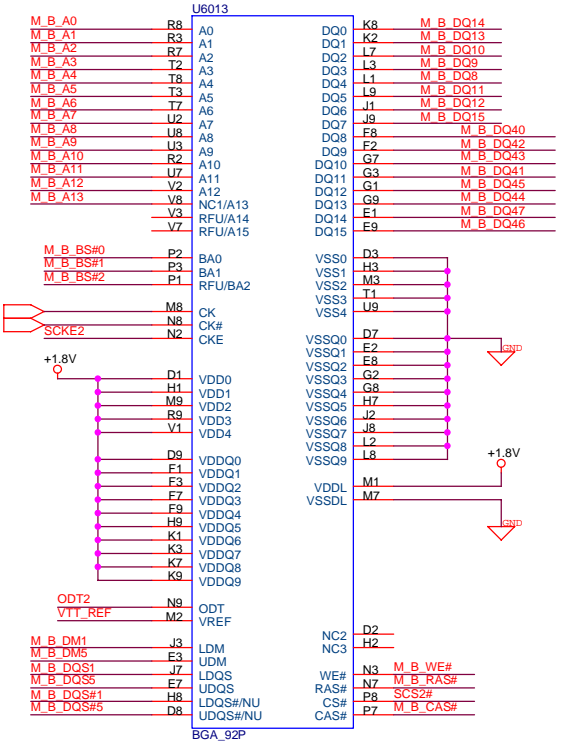 U6013
M_B_A0 R8 A0 DQ0 K8 M_B_DQ14
M_B_A1 R3 A1 DQ1 K2 M_B_DQ13
M_B_A2 R7 A2 DQ2 L7 M_B_DQ10
M_B_A3 T2 A3 DQ3 L3 M_B_DQ9
M_B_A4 T8 A4 DQ4 L1 M_B_DQ8
M_B_A5 T3 A5 DQ5 L9 M_B_DQ11
M_B_A6 T7 A6 DQ6 J1 M_B_DQ12
M_B_A7 U2 A7 DQ7 J9 M_B_DQ15
M_B_A8 U8 A8 DQ8 F8 M_B_DQ40
M_B_A9 U3 A9 DQ9 F2 M_B_DQ42
M_B_A10 R2 A10 DQ10 G7 M_B_DQ43
M_B_A11 U7 A11 DQ11 G3 M_B_DQ41
M_B_A12 V2 A12 DQ12 G1 M_B_DQ45
M_B_A13 V8 NC1/A13 DQ13 G9 M_B_DQ44
V3 RFU/A14 DQ14 E1 M_B_DQ47
V7 RFU/A15 DQ15 E9 M_B_DQ46
M_B_BS#0 P2 BA0 VSS0 D3
M_B_BS#1 P3 BA1 VSS1 H3
M_B_BS#2 P1 RFU/BA2 VSS2 M3
VSS3 T1
M8 CK VSS4 U9
N8 CK#
SCKE2 N2 CKE VSSQ0 D7
GND
VSSQ1 E2
+1.8V VSSQ2 E8
D1 VDD0 VSSQ3 G2
H1 VDD1 VSSQ4 G8
M9 VDD2 VSSQ5 H7
R9 VDD3 VSSQ6 J2
V1 VDD4 VSSQ7 J8
VSSQ8 L2
D9 VDDQ0 VSSQ9 L8 +1.8V
F1 VDDQ1
F3 VDDQ2 VDDL M1
F7 VDDQ3 VSSDL M7
F9 VDDQ4
H9 VDDQ5 GND
K1 VDDQ6
K3 VDDQ7
K7 VDDQ8
K9 VDDQ9
ODT2 N9 ODT
VTT_REF M2 VREF
NC2 D2
M_B_DM1 J3 LDM NC3 H2
M_B_DM5 E3 UDM
M_B_DQS1 J7 LDQS WE# N3 M_B_WE#
M_B_DQS5 E7 UDQS RAS# N7 M_B_RAS#
M_B_DQS#1 H8 LDQS#/NU CS# P8 SCS2#
M_B_DQS#5 D8 UDQS#/NU CAS# P7 M_B_CAS#
BGA_92P